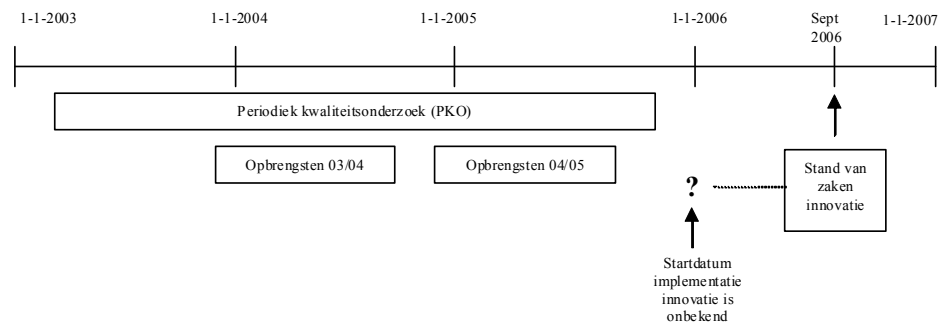 1-1-2003 1-1-2004 1-1-2005 1-1-2006 Sept 1-1-2007
2006
Periodiek kwaliteitsonderzoek (PKO)
Opbrengsten 03/04 Opbrengsten 04/05
Stand van
zaken
innovatie
?
Startdatum
implementatie
innovatie is
onbekend